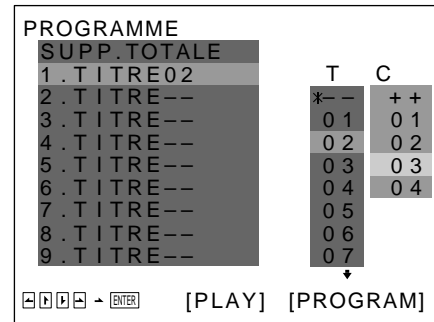 PROGRAMME
SUPP.TOTALE
1.TITRE02
2.TITRE––
3.TITRE––
4.TITRE––
5.TITRE––
6.TITRE––
7.TITRE––
8.TITRE––
9.TITRE––
T C
*–– ++
01 01
02 02
03 03
04 04
05
06
07
ENTER [PLAY] [PROGRAM]